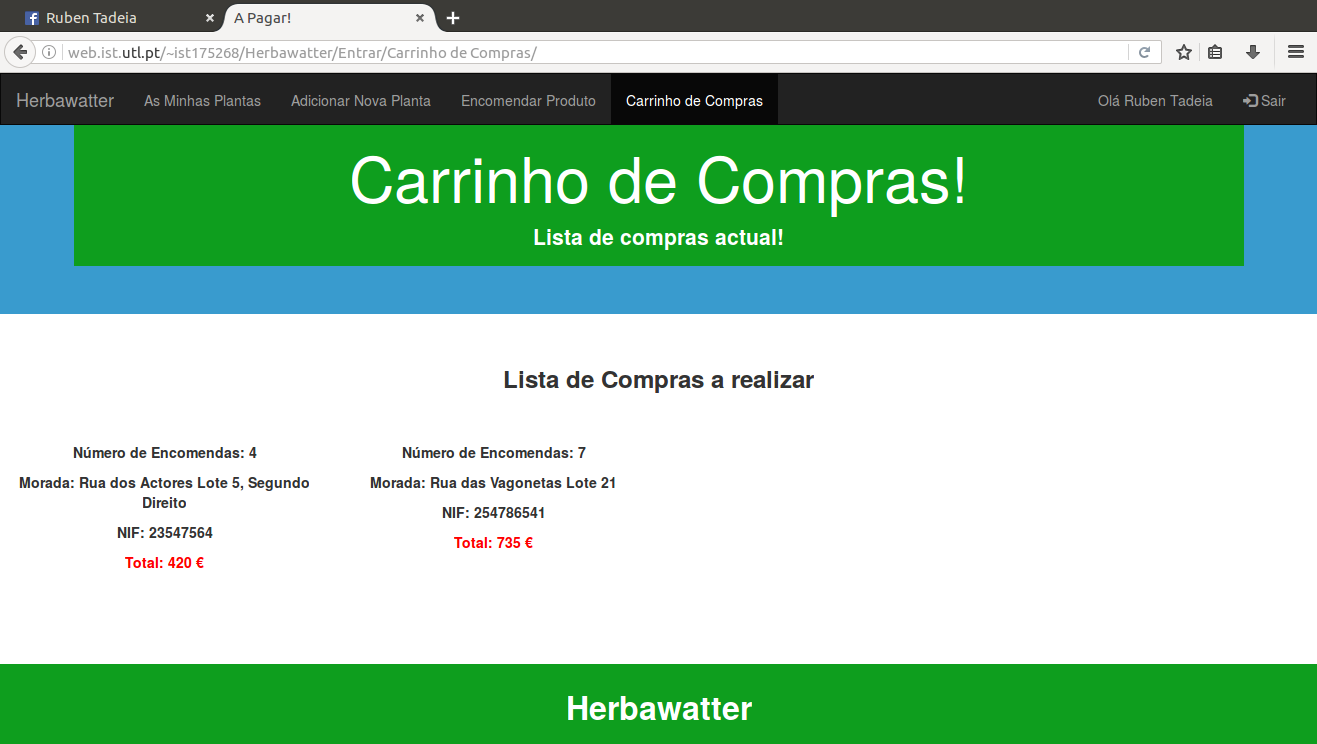 Ruben Tadeia
A Pagar!
web.ist.utl.pt/~ist175268/Herbawatter/Entrar/Carrinho de Compras/
Herbawatter As Minhas Plantas Adicionar Nova Planta Encomendar Produto Carrinho de Compras Olá Ruben Tadeia Sair
Carrinho de Compras!
Lista de compras actual!
Lista de Compras a realizar
Número de Encomendas: 4
Morada: Rua dos Actores Lote 5, Segundo
Direito
NIF: 23547564
Total: 420 €
Número de Encomendas: 7
Morada: Rua das Vagonetas Lote 21
NIF: 254786541
Total: 735 €
Herbawatter